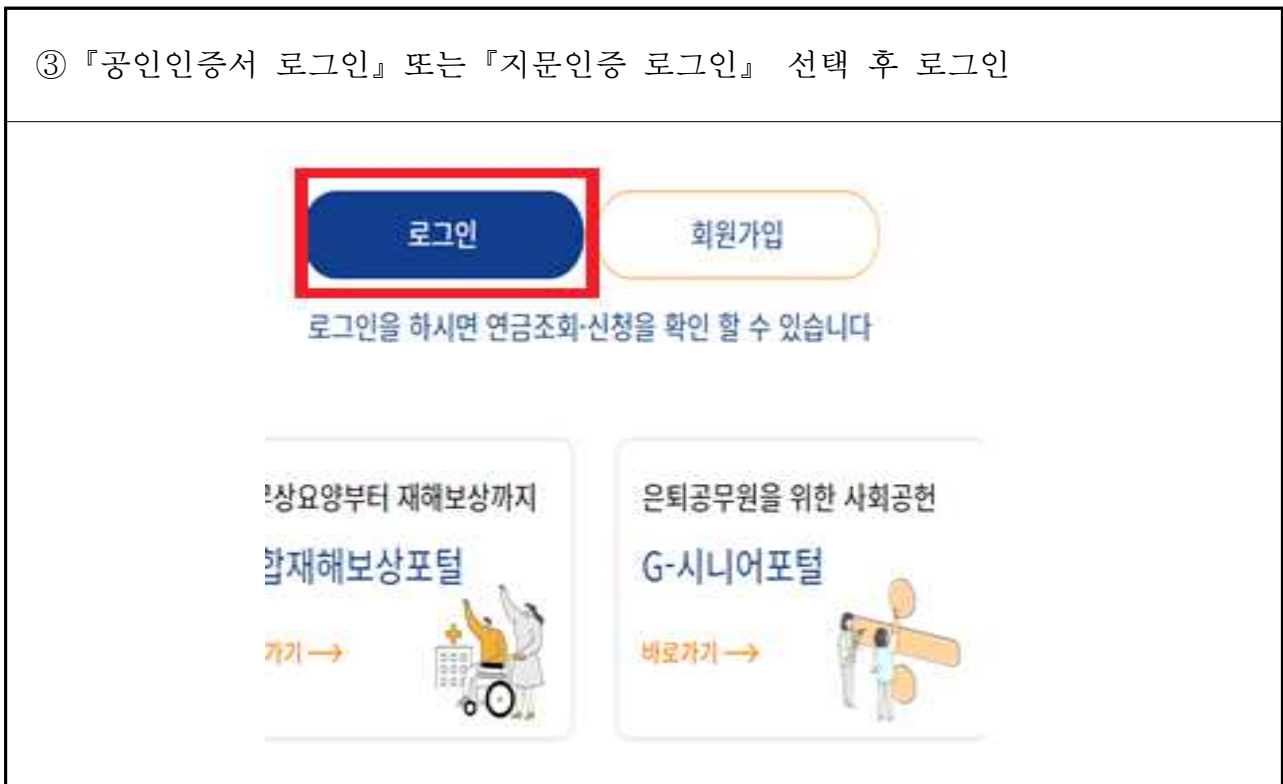 ③『공인인증서 로그인』또는『지문인증 로그인』 선택 후 로그인
로그인
회원가입
로그인을 하시면 연금조회·신청을 확인 할 수 있습니다
상요양부터 재해보상까지
합재해보상포털
가기 →
은퇴공무원을 위한 사회공헌
G-시니어포털
바로가기 →